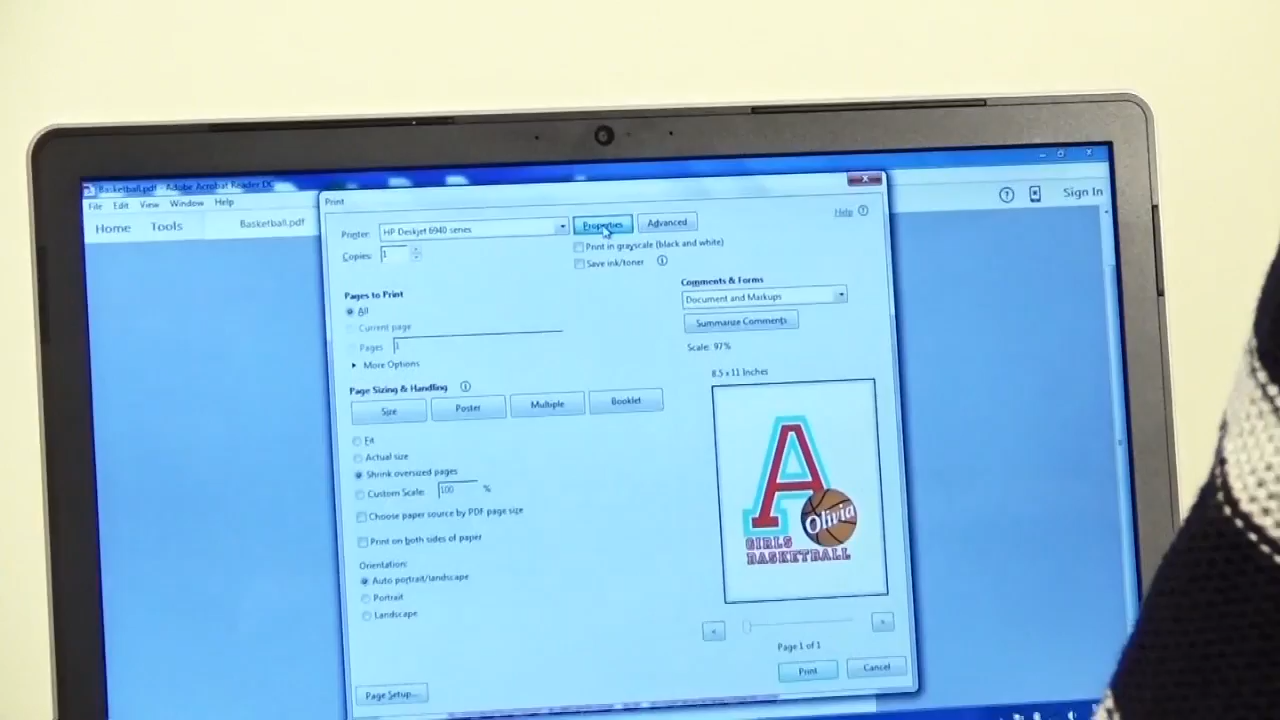 Basketball.pdf - Adobe Acrobat Reader DC
File Edit View Window Help
Home Tools Basketball.pdf
Sign In
Print
Printer: HP Deskjet 6940 series Properties Advanced Help
Copies: 1
Print in grayscale (black and white)
Save ink/toner
Pages to Print
All
Current page
Pages 1
More Options
Comments & Forms
Document and Markups
Summarize Comments
Scale: 97%
8.5 x 11 Inches
Page Sizing & Handling
Size Poster Multiple Booklet
Fit
Actual size
Shrink oversized pages
Custom Scale: 100 %
Choose paper source by PDF page size
Print on both sides of paper
Orientation:
Auto portrait/landscape
Portrait
Landscape
A
Olivia
GIRLS
BASKETBALL
< >
Page 1 of 1
Page Setup... Print Cancel